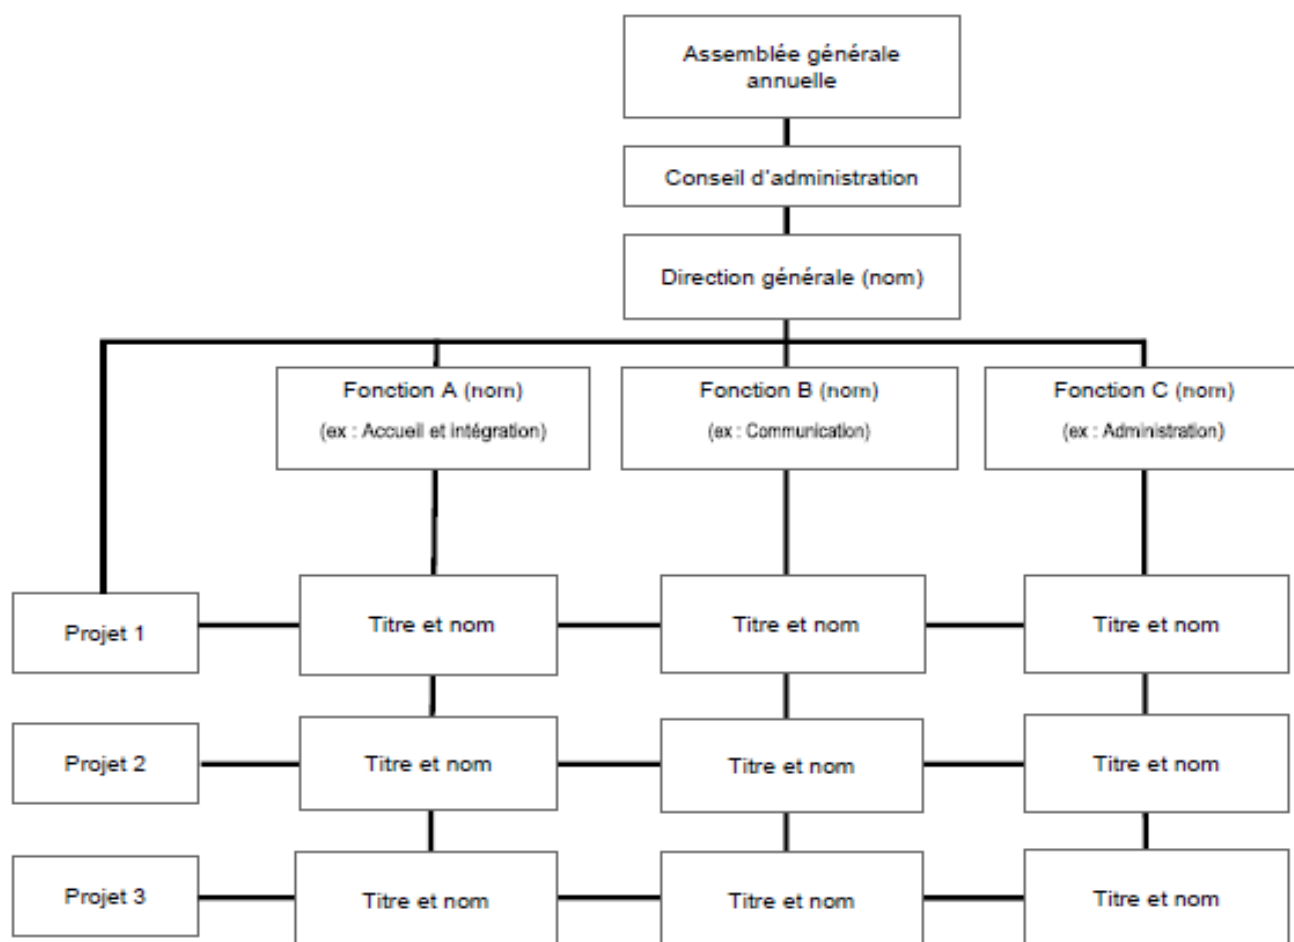 Assemblée générale
annuelle
Conseil d'administration
Direction générale (nom)
Fonction A (nom)
(ex : Accueil et intégration)
Fonction B (nom)
(ex : Communication)
Fonction C (nom)
(ex : Administration)
Projet 1
Titre et nom
Titre et nom
Titre et nom
Projet 2
Titre et nom
Titre et nom
Titre et nom
Projet 3
Titre et nom
Titre et nom
Titre et nom